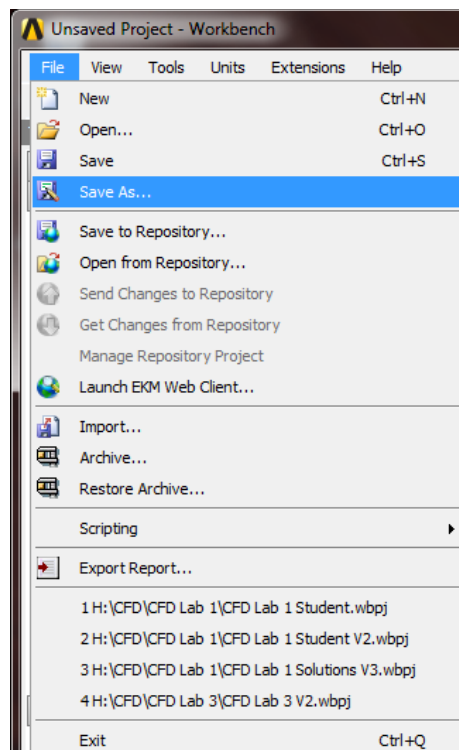 Unsaved Project - Workbench
File View Tools Units Extensions Help
New Ctrl+N
Open... Ctrl+O
Save Ctrl+S
Save As...
Save to Repository...
Open from Repository...
Send Changes to Repository
Get Changes from Repository
Manage Repository Project
Launch EKM Web Client...
Import...
Archive...
Restore Archive...
Scripting
Export Report...
1 H:\CFD\CFD Lab 1\CFD Lab 1 Student.wbpj
2 H:\CFD\CFD Lab 1\CFD Lab 1 Student V2.wbpj
3 H:\CFD\CFD Lab 1\CFD Lab 1 Solutions V3.wbpj
4 H:\CFD\CFD Lab 3\CFD Lab 3 V2.wbpj
Exit Ctrl+Q